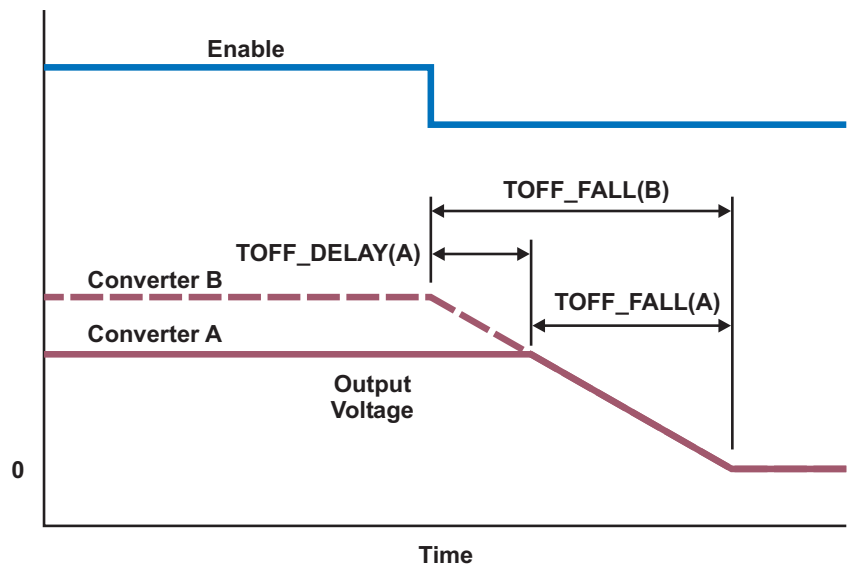 Enable
TOFF_FALL(B)
TOFF_DELAY(A)
Converter B
TOFF_FALL(A)
Converter A
Output
Voltage
0
Time